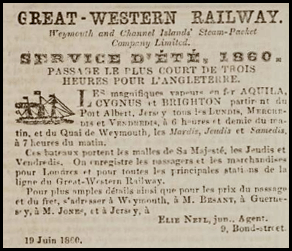 GREAT-WESTERN RAILWAY.
Weymouth and Channel Islands' Steam-Packet
Company Limited.
SERVICE D'ÉTÉ, 1860.
PASSAGE LE PLUS COURT DE TROIS
HEURES POUR L'ANGLETERRE.
LES magnifiques vapeurs en fer AQUILA,
CYGNUS et BRIGHTON partiront du
Port Albert, Jersey tous les LUNDIS, MERCRE-
DIS et VENDREDIS, à 6 heures et demie du ma-
tin, et du Quai de Weymouth, les Mardis, Jeudis et Samedis,
à 7 heures du matin.
Ces bateaux portent les malles de Sa Majesté, les Jeudis et
Vendredis. On enregistre les passagers et les marchandises
pour Londres et pour toutes les principales stations de la
ligne du Great-Western Railway.
Pour plus amples détails ainsi que pour les prix du passage
et du fret, s'adresser à Weymouth, à M. BESANT, à Guerne-
sey, à M. JONES, et à Jersey, à
ELIE NEEL, jun., Agent.
9, Bond-street.
19 Juin 1860.